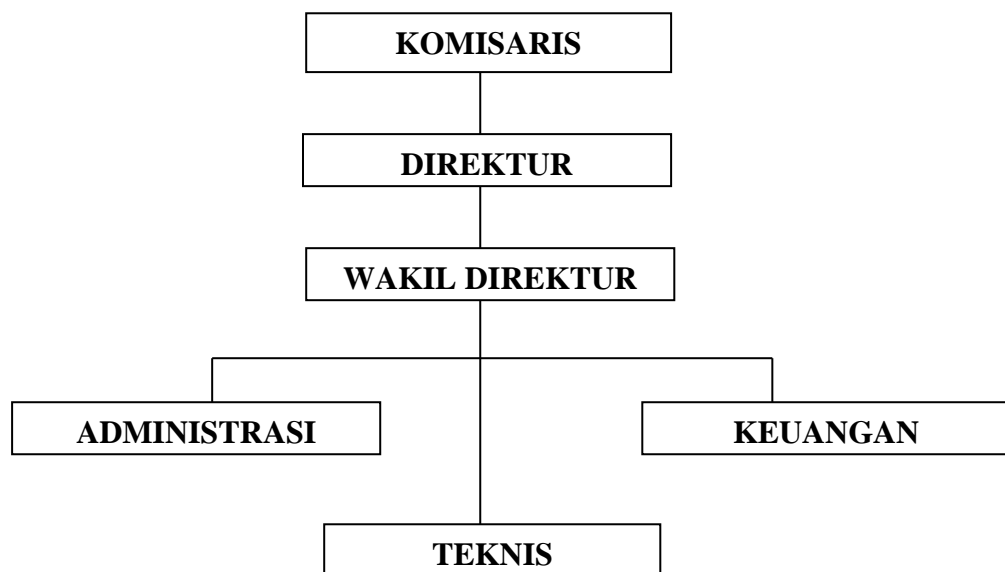 KOMISARIS
DIREKTUR
WAKIL DIREKTUR
ADMINISTRASI
KEUANGAN
TEKNIS